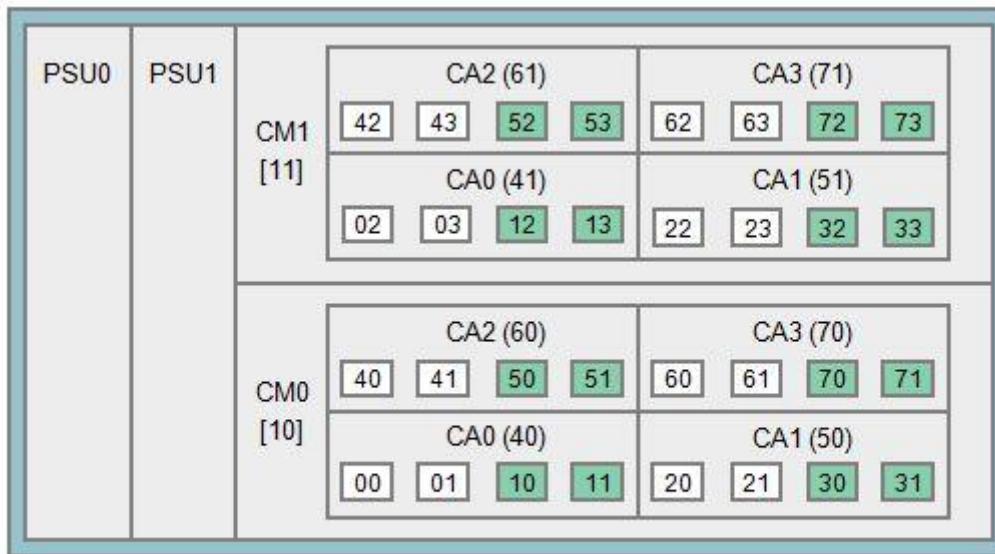 PSU0 PSU1
CM1
[11]
CA2 (61) CA3 (71)
42 43 52 53 62 63 72 73
CA0 (41) CA1 (51)
02 03 12 13 22 23 32 33
CM0
[10]
CA2 (60) CA3 (70)
40 41 50 51 60 61 70 71
CA0 (40) CA1 (50)
00 01 10 11 20 21 30 31